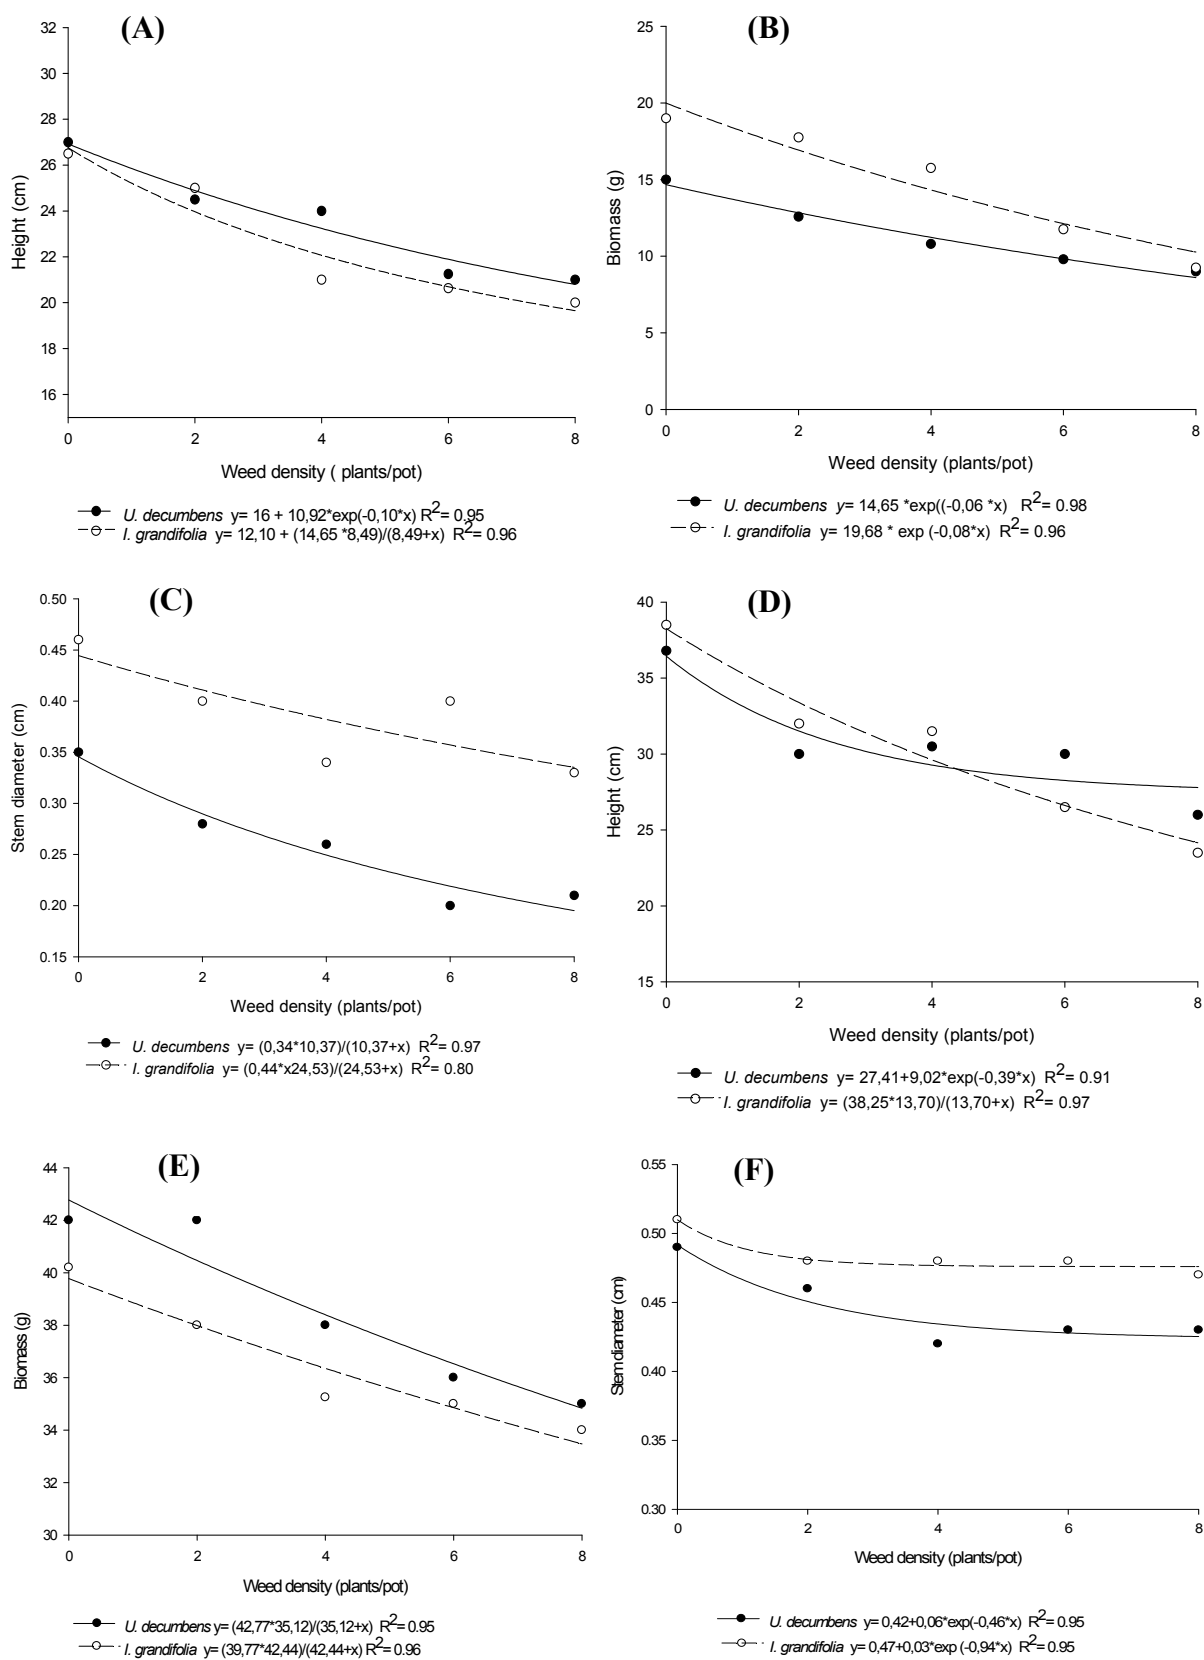 (A)
32
30
28
26
24
22
20
18
16
Height (cm)
0 2 4 6 8
Weed density ( plants/pot)
U. decumbens y= 16 + 10,92*exp(-0,10*x) R2= 0.95
I. grandifolia y= 12,10 + (14,65 *8,49)/(8,49+x) R2= 0.96
(B)
25
20
15
10
5
0
Biomass (g)
0 2 4 6 8
Weed density (plants/pot)
U. decumbens y= 14,65 *exp((-0,06 *x) R2= 0.98
I. grandifolia y= 19,68 * exp (-0,08*x) R2= 0.96
(C)
0.50
0.45
0.40
0.35
0.30
0.25
0.20
0.15
Stem diameter (cm)
0 2 4 6 8
Weed density (plants/pot)
U. decumbens y= (0,34*10,37)/(10,37+x) R2= 0.97
I. grandifolia y= (0,44*x24,53)/(24,53+x) R2= 0.80
(D)
40
35
30
25
20
15
Height (cm)
0 2 4 6 8
Weed density (plants/pot)
U. decumbens y= 27,41+9,02*exp(-0,39*x) R2= 0.91
I. grandifolia y= (38,25*13,70)/(13,70+x) R2= 0.97
(E)
44
42
40
38
36
34
32
30
Biomass (g)
0 2 4 6 8
Weed density (plants/pot)
U. decumbens y= (42,77*35,12)/(35,12+x) R2= 0.95
I. grandifolia y= (39,77*42,44)/(42,44+x) R2= 0.96
(F)
0.55
0.50
0.45
0.40
0.35
0.30
Stem diameter (cm)
0 2 4 6 8
Weed density (plants/pot)
U. decumbens y= 0,42+0,06*exp(-0,46*x) R2= 0.95
I. grandifolia y= 0,47+0,03*exp (-0,94*x) R2= 0.95